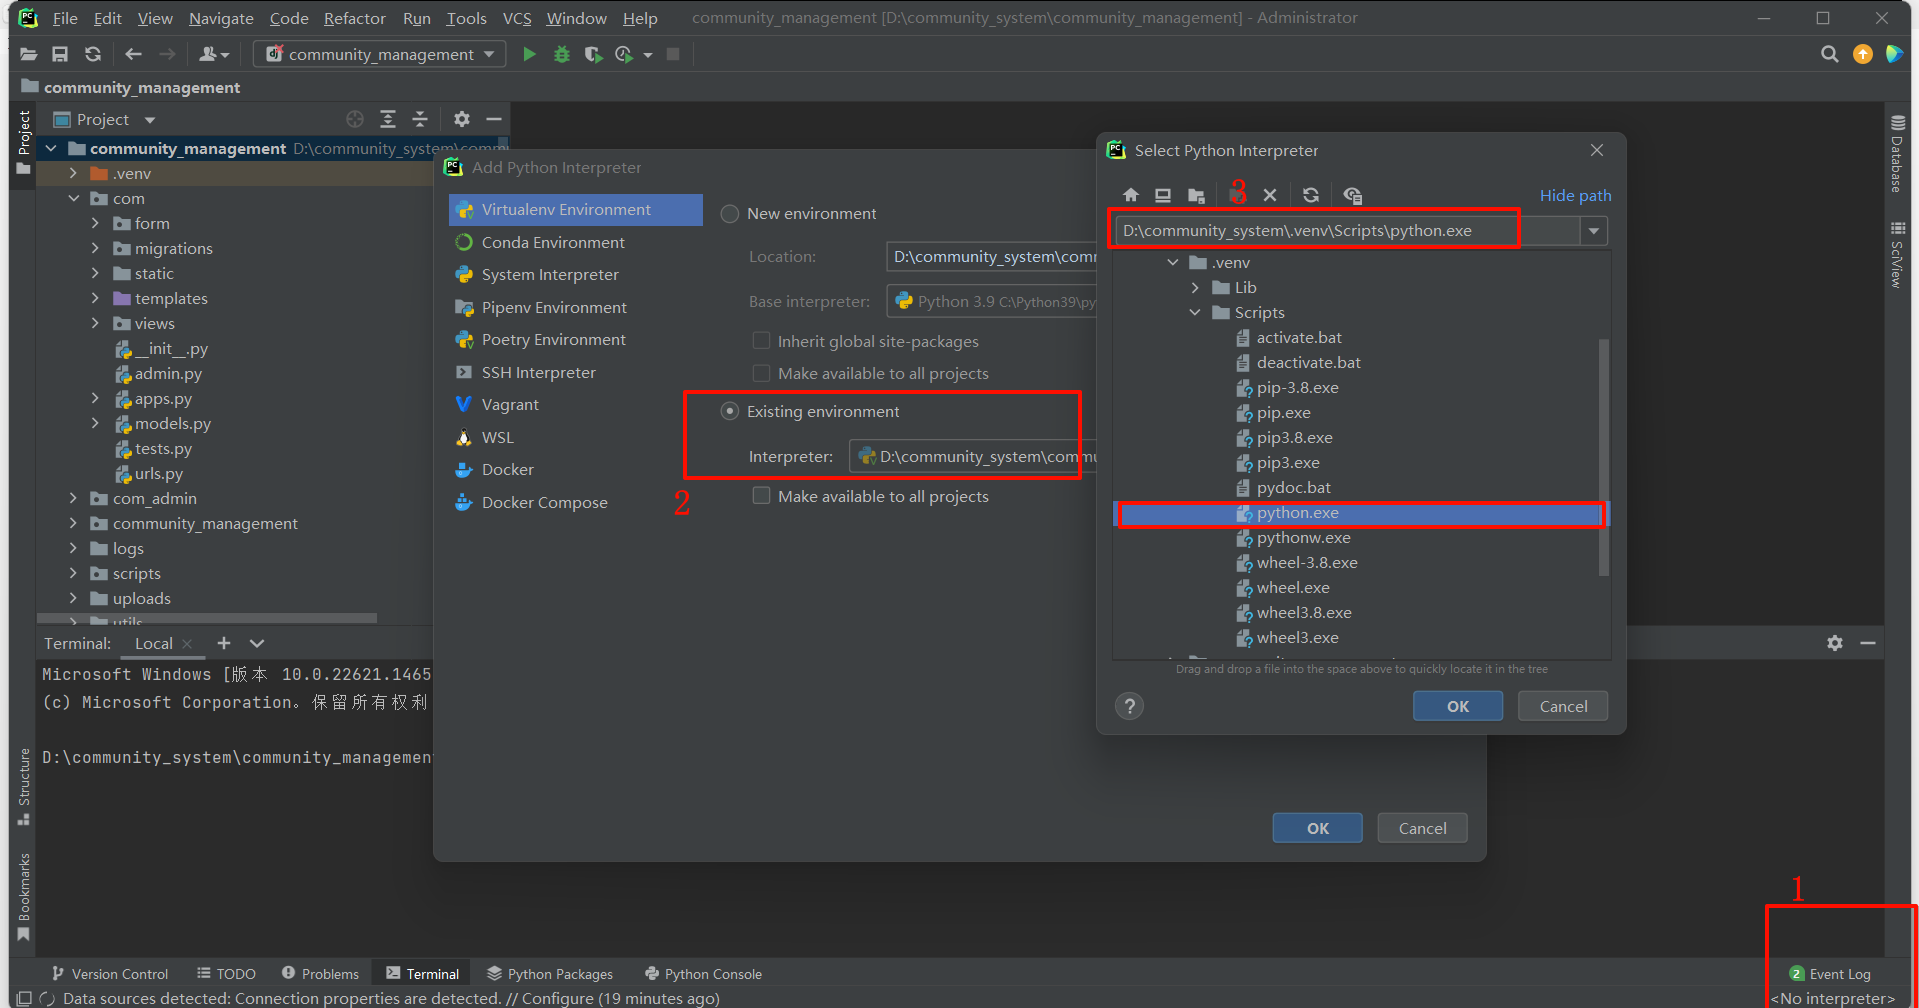 File Edit View Navigate Code Refactor Run Tools VCS Window Help community_management [D:\community_system\community_management] - Administrator
community_management
community_management
Project
Project
community_management D:\community_system\comm
.venv
com
form
migrations
static
templates
views
__init__.py
admin.py
apps.py
models.py
tests.py
urls.py
com_admin
community_management
logs
scripts
uploads
utils
Add Python Interpreter
Virtualenv Environment
Conda Environment
System Interpreter
Pipenv Environment
Poetry Environment
SSH Interpreter
Vagrant
WSL
Docker
Docker Compose
New environment
Location: D:\community_system\comm
Base interpreter: Python 3.9 C:\Python39\py
Inherit global site-packages
Make available to all projects
Existing environment
Interpreter: D:\community_system\commu
Make available to all projects
2
OK Cancel
Select Python Interpreter
3
Hide path
D:\community_system\.venv\Scripts\python.exe
.venv
Lib
Scripts
activate.bat
deactivate.bat
pip-3.8.exe
pip.exe
pip3.8.exe
pip3.exe
pydoc.bat
python.exe
pythonw.exe
wheel-3.8.exe
wheel.exe
wheel3.8.exe
wheel3.exe
Drag and drop a file into the space above to quickly locate it in the tree
? OK Cancel
Database
SciView
Terminal: Local
Microsoft Windows [版本 10.0.22621.1465
(c) Microsoft Corporation。保留所有权利
D:\community_system\community_management
Structure
Bookmarks
1
Version Control TODO Problems Terminal Python Packages Python Console 2 Event Log
Data sources detected: Connection properties are detected. // Configure (19 minutes ago) <No interpreter>